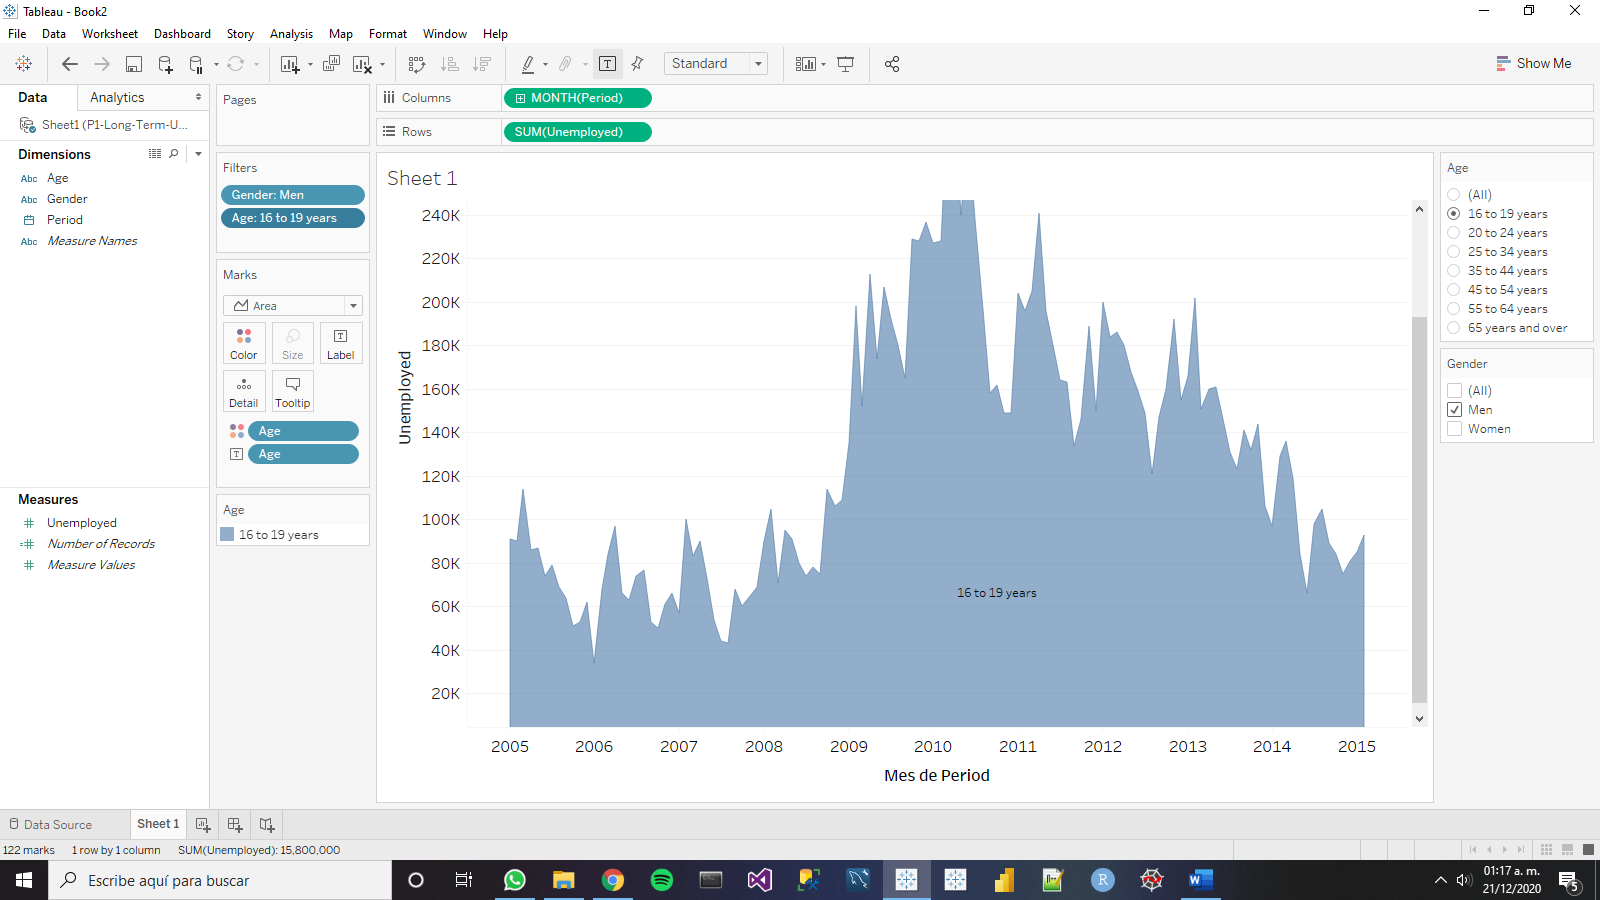 Tableau - Book2
File Data Worksheet Dashboard Story Analysis Map Format Window Help
Standard
Show Me
Data
Analytics
Sheet1 (P1-Long-Term-U...
Dimensions
Abc Age
Abc Gender
Period
Abc Measure Names
Measures
Unemployed
Number of Records
Measure Values
Pages
Filters
Gender: Men
Age: 16 to 19 years
Marks
Area
Color
Size
Label
Detail
Tooltip
Age
Age
Age
16 to 19 years
Columns
MONTH(Period)
Rows
SUM(Unemployed)
Sheet 1
Unemployed
240K
220K
200K
180K
160K
140K
120K
100K
80K
60K
40K
20K
16 to 19 years
2005 2006 2007 2008 2009 2010 2011 2012 2013 2014 2015
Mes de Period
Age
(All)
16 to 19 years
20 to 24 years
25 to 34 years
35 to 44 years
45 to 54 years
55 to 64 years
65 years and over
Gender
(All)
Men
Women
Data Source
Sheet 1
122 marks 1 row by 1 column SUM(Unemployed): 15,800,000
Escribe aquí para buscar
01:17 a. m.
21/12/2020
5